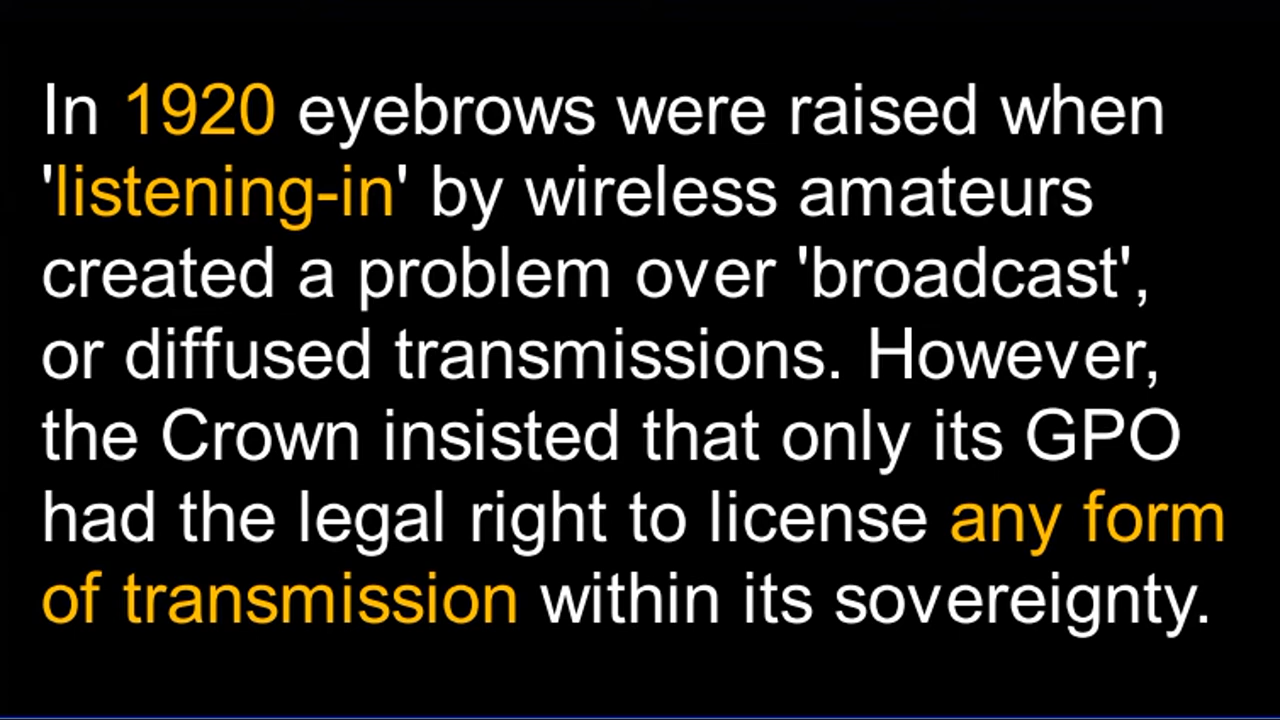 In 1920 eyebrows were raised when
'listening-in' by wireless amateurs
created a problem over 'broadcast',
or diffused transmissions. However,
the Crown insisted that only its GPO
had the legal right to license any form
of transmission within its sovereignty.